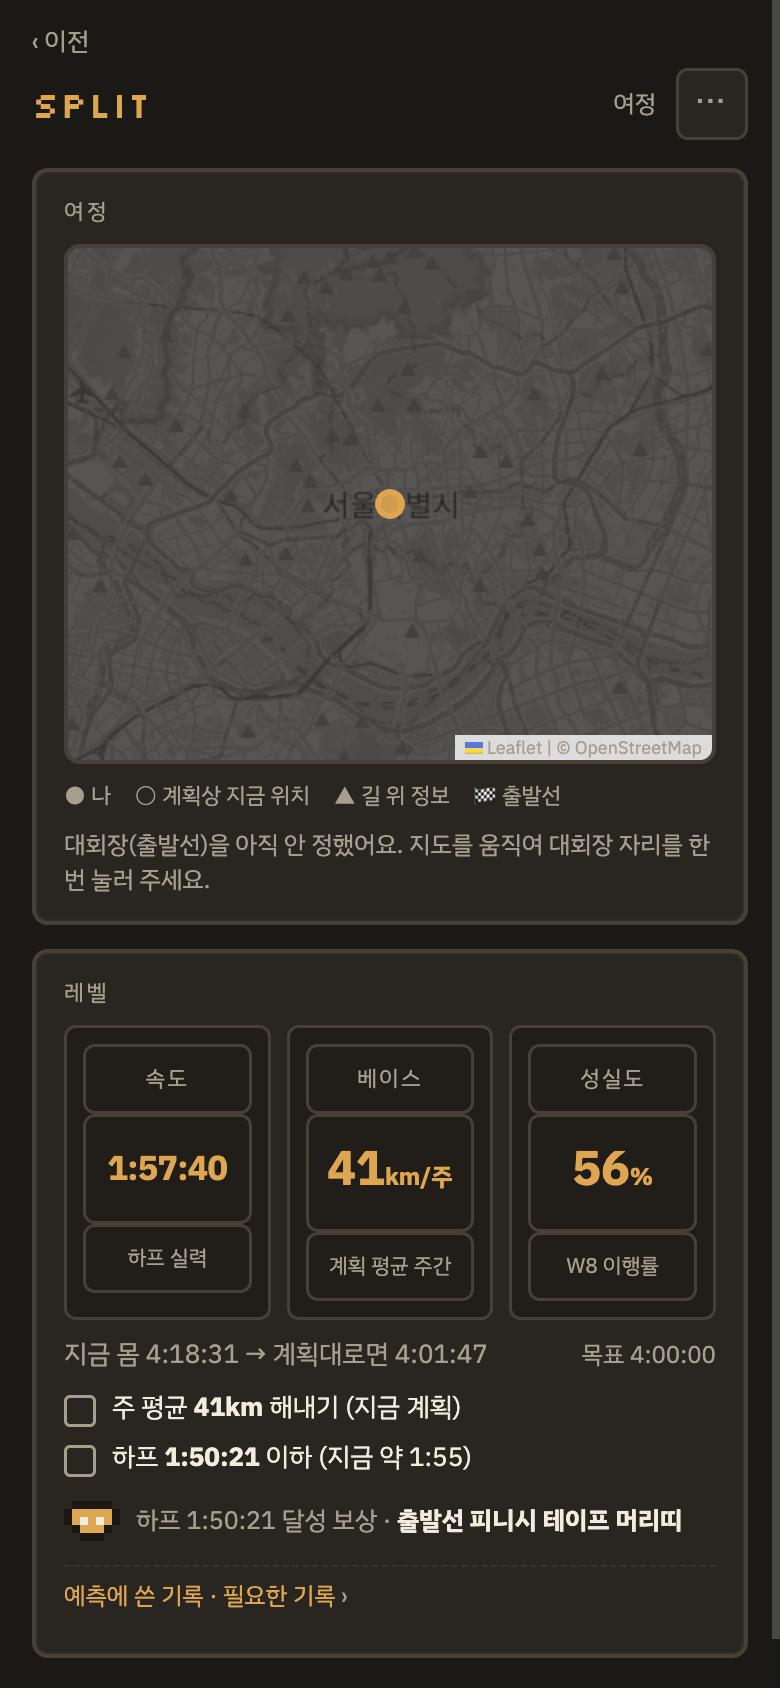 ‹ 이전
SPLIT
여정
...
여정
서울 별시
Leaflet | © OpenStreetMap
나
계획상 지금 위치
길 위 정보
출발선
대회장(출발선)을 아직 안 정했어요. 지도를 움직여 대회장 자리를 한
번 눌러 주세요.
레벨
속도
1:57:40
하프 실력
베이스
41km/주
계획 평균 주간
성실도
56%
W8 이행률
지금 몸 4:18:31 → 계획대로면 4:01:47
목표 4:00:00
주 평균 41km 해내기 (지금 계획)
하프 1:50:21 이하 (지금 약 1:55)
하프 1:50:21 달성 보상 · 출발선 피니시 테이프 머리띠
예측에 쓴 기록 · 필요한 기록 ›